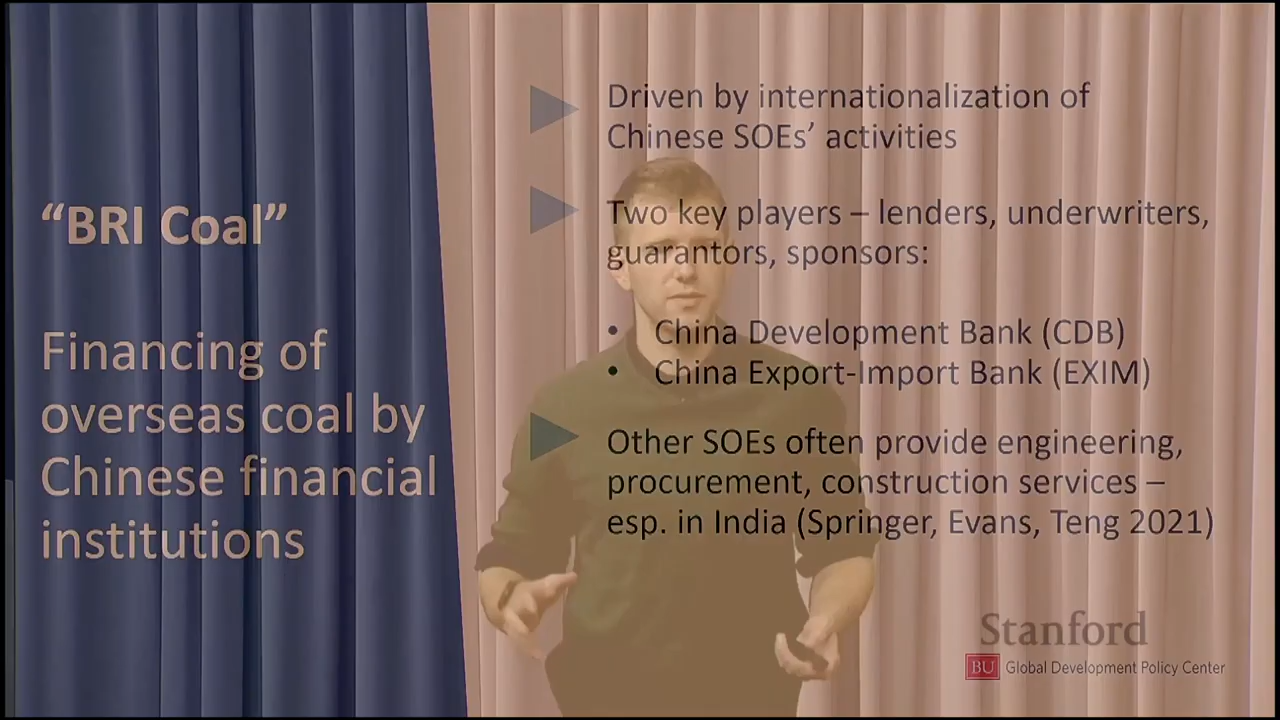 “BRI Coal”
Financing of
overseas coal by
Chinese financial
institutions
Driven by internationalization of
Chinese SOEs’ activities
Two key players – lenders, underwriters,
guarantors, sponsors:
• China Development Bank (CDB)
• China Export-Import Bank (EXIM)
Other SOEs often provide engineering,
procurement, construction services –
esp. in India (Springer, Evans, Teng 2021)
Stanford
BU Global Development Policy Center